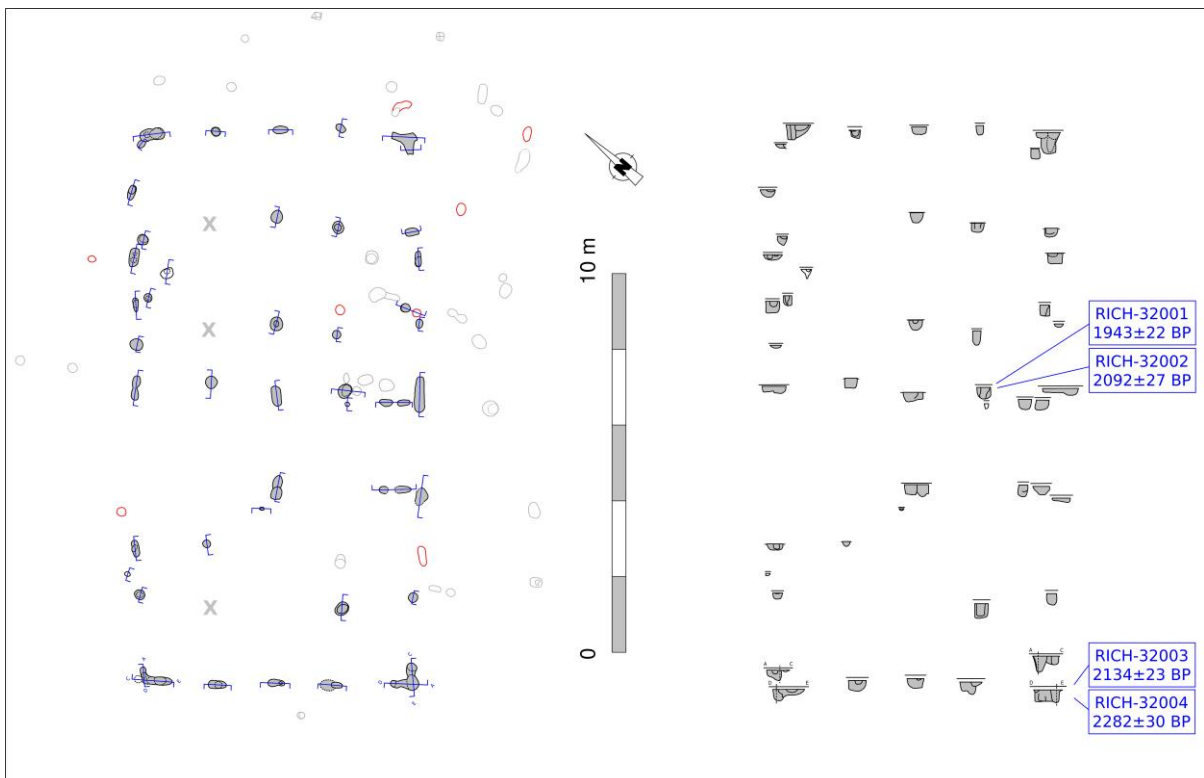 X
N
X
10 m
RICH-32001
1943±22 BP
RICH-32002
2092±27 BP
X
0
A
C
E
D
C
A
A C
D E
A C
D E
RICH-32003
2134±23 BP
RICH-32004
2282±30 BP